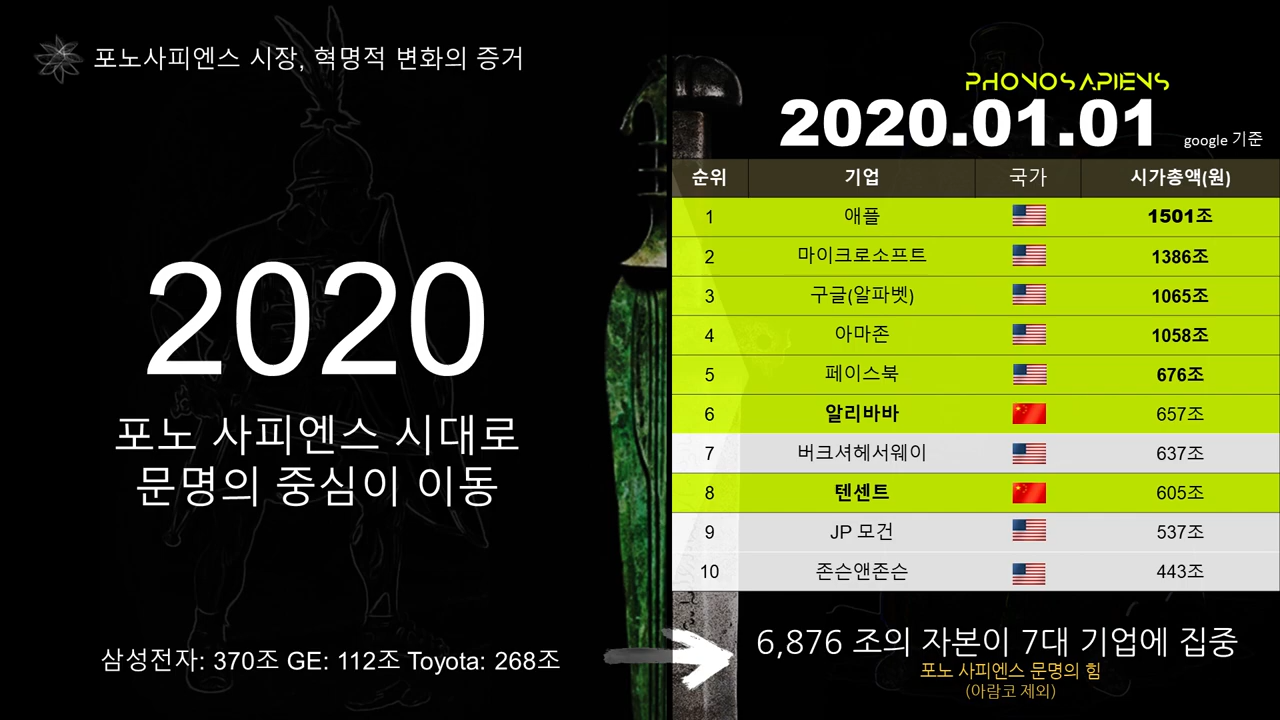 포노사피엔스 시장, 혁명적 변화의 증거
2020
포노 사피엔스 시대로
문명의 중심이 이동
삼성전자: 370조 GE: 112조 Toyota: 268조
PHONOSAPIENS
2020.01.01 google 기준
순위 기업 국가 시가총액(원)
1 애플 1501조
2 마이크로소프트 1386조
3 구글(알파벳) 1065조
4 아마존 1058조
5 페이스북 676조
6 알리바바 657조
7 버크셔헤서웨이 637조
8 텐센트 605조
9 JP 모건 537조
10 존슨앤존슨 443조
6,876 조의 자본이 7대 기업에 집중
포노 사피엔스 문명의 힘
(아람코 제외)